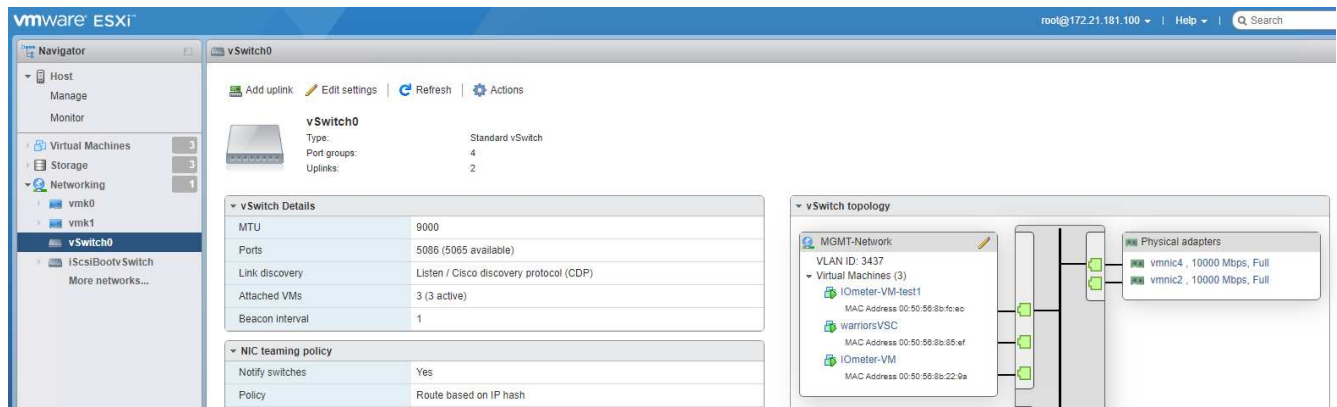 vmware ESXi™
root@172.21.181.100 | Help | Search
Navigator
Host
Manage
Monitor
Virtual Machines 3
Storage 3
Networking 1
vmk0
vmk1
vSwitch0
iScsiBootvSwitch
More networks...
vSwitch0
Add uplink Edit settings | Refresh | Actions
vSwitch0
Type: Standard vSwitch
Port groups: 4
Uplinks: 2
vSwitch Details
MTU 9000
Ports 5086 (5065 available)
Link discovery Listen / Cisco discovery protocol (CDP)
Attached VMs 3 (3 active)
Beacon interval 1
NIC teaming policy
Notify switches Yes
Policy Route based on IP hash
vSwitch topology
MGMT-Network
VLAN ID: 3437
Virtual Machines (3)
IOmeter-VM-test1
MAC Address 00:50:56:8b:fc:ec
warriorsVSC
MAC Address 00:50:56:8b:85:ef
IOmeter-VM
MAC Address 00:50:56:8b:22:9a
Physical adapters
vmnic4 , 10000 Mbps, Full
vmnic2 , 10000 Mbps, Full